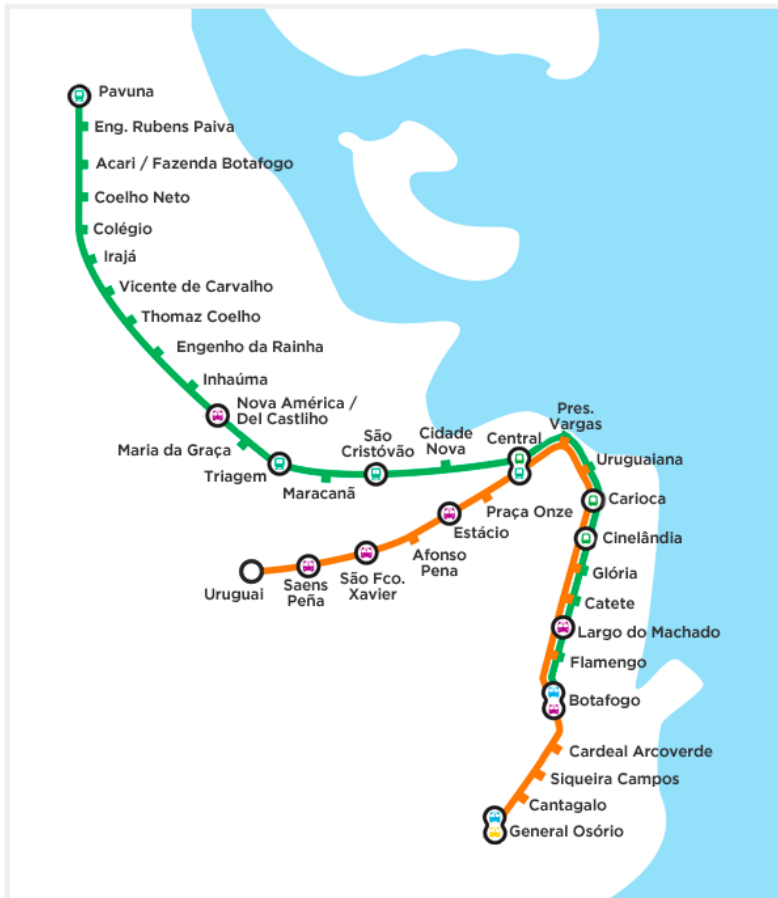 Pavuna
Eng. Rubens Paiva
Acari / Fazenda Botafogo
Coelho Neto
Colégio
Irajá
Vicente de Carvalho
Thomaz Coelho
Engenho da Rainha
Inhaúma
Nova América /
Del Castliho
Maria da Graça
Triagem
Maracanã
São
Cristóvão
Cidade
Nova
Central
Pres.
Vargas
Uruguaiana
Carioca
Cinelândia
Glória
Catete
Largo do Machado
Flamengo
Botafogo
Praça Onze
Estácio
Afonso
Pena
São Fco.
Xavier
Saens
Peña
Uruguai
Cardeal Arcoverde
Siqueira Campos
Cantagalo
General Osório